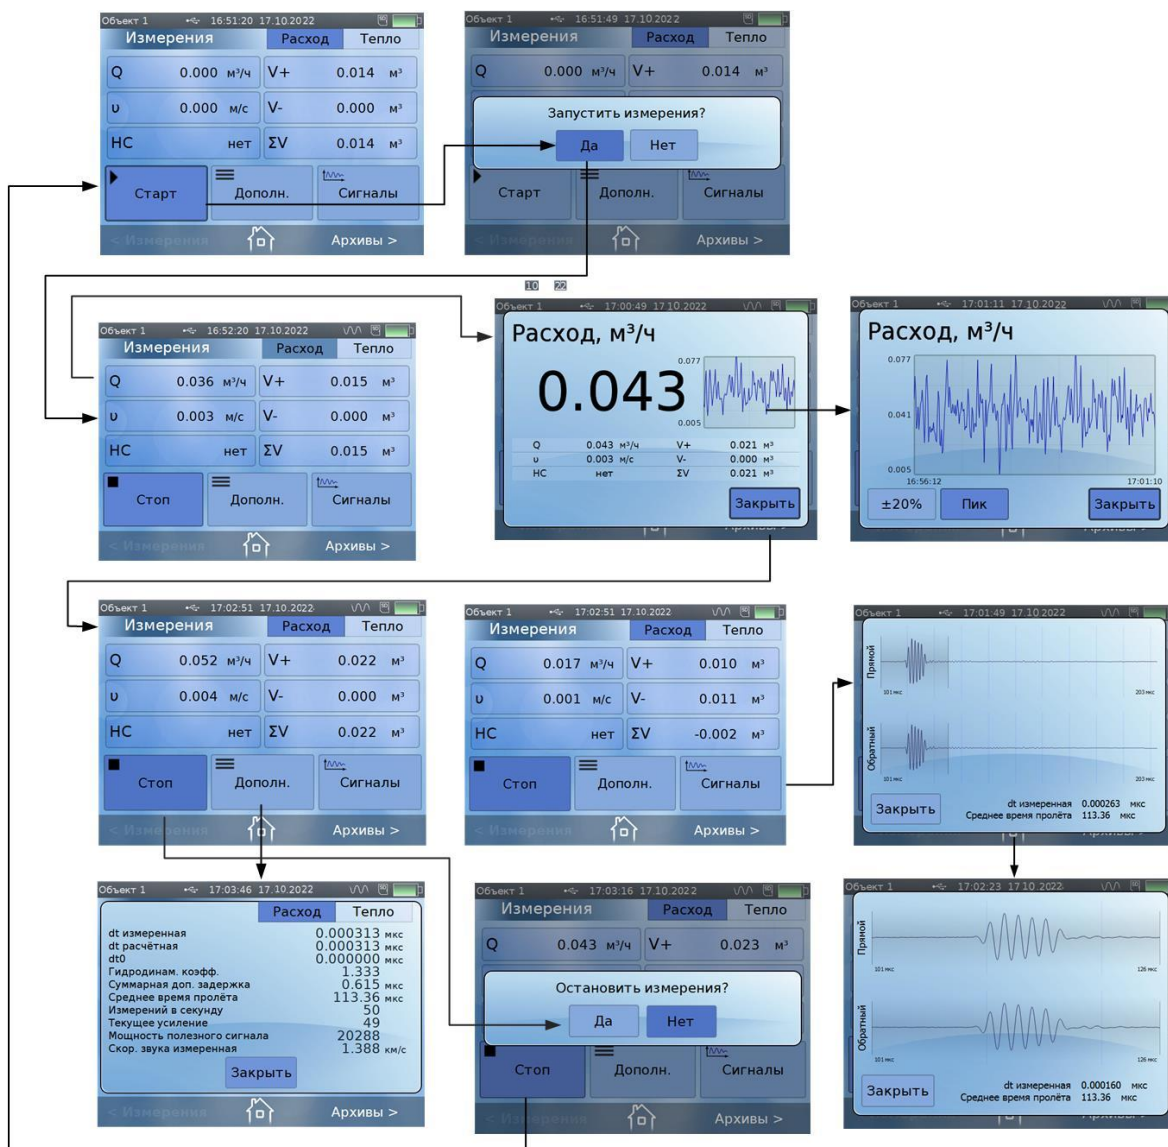 Объект 1 16:51:20 17.10.2022
Измерения Расход Тепло
Q 0.000 м³/ч V+ 0.014 м³
υ 0.000 м/с V- 0.000 м³
НС нет ΣV 0.014 м³
Старт Дополн. Сигналы
< Измерения Архивы >
Объект 1 16:51:49 17.10.2022
Измерения Расход Тепло
Q 0.000 м³/ч V+ 0.014 м³
Запустить измерения?
Да Нет
Старт Дополн. Сигналы
< Измерения Архивы >
10 22
Объект 1 16:52:20 17.10.2022
Измерения Расход Тепло
Q 0.036 м³/ч V+ 0.015 м³
υ 0.003 м/с V- 0.000 м³
НС нет ΣV 0.015 м³
Стоп Дополн. Сигналы
< Измерения Архивы >
Объект 1 17:00:49 17 10.2022
Расход, м³/ч
0.077
0.043
0.005
Q 0.043 м³/ч V+ 0.021 м³
υ 0.003 м/с V- 0.000 м³
НС нет ΣV 0.021 м³
Закрыть
Архивы >
Объект 1 17:01:11 17.10.2022
Расход, м³/ч
0.077
0.041
0.005
16:56:12 17:01:10
±20% Пик Закрыть
Объект 1 17:02:51 17.10.2022
Измерения Расход Тепло
Q 0.052 м³/ч V+ 0.022 м³
υ 0.004 м/с V- 0.000 м³
НС нет ΣV 0.022 м³
Стоп Дополн. Сигналы
< Измерения Архивы >
Объект 1 17:02:51 17.10.2022
Измерения Расход Тепло
Q 0.017 м³/ч V+ 0.010 м³
υ 0.001 м/с V- 0.011 м³
НС нет ΣV -0.002 м³
Стоп Дополн. Сигналы
< Измерения Архивы >
Объект 1 17:01:49 17.10.2022
Прямой
101 мкс 203 мкс
Обратный
101 мкс 203 мкс
Закрыть
dt измеренная 0.000263 мкс
Среднее время пролёта 113.36 мкс
Объект 1 17:03:46 17.10.2022
Расход Тепло
dt измеренная 0.000313 мкс
dt расчётная 0.000313 мкс
dt0 0.000000 мкс
Гидродинам. коэфф. 1.333
Суммарная доп. задержка 0.615 мкс
Среднее время пролёта 113.36 мкс
Измерений в секунду 50
Текущее усиление 49
Мощность полезного сигнала 20288
Скор. звука измеренная 1.388 км/с
Закрыть
< Измерения Архивы >
Объект 1 17:03:16 17.10.2022
Измерения Расход Тепло
Q 0.043 м³/ч V+ 0.023 м³
Остановить измерения?
Да Нет
Стоп Дополн. Сигналы
< Измерения Архивы >
Объект 1 17:02:23 17 10.2022
Прямой
101 мкс 126 мкс
Обратный
101 мкс 126 мкс
Закрыть
dt измеренная 0.000160 мкс
Среднее время пролёта 113.36 мкс